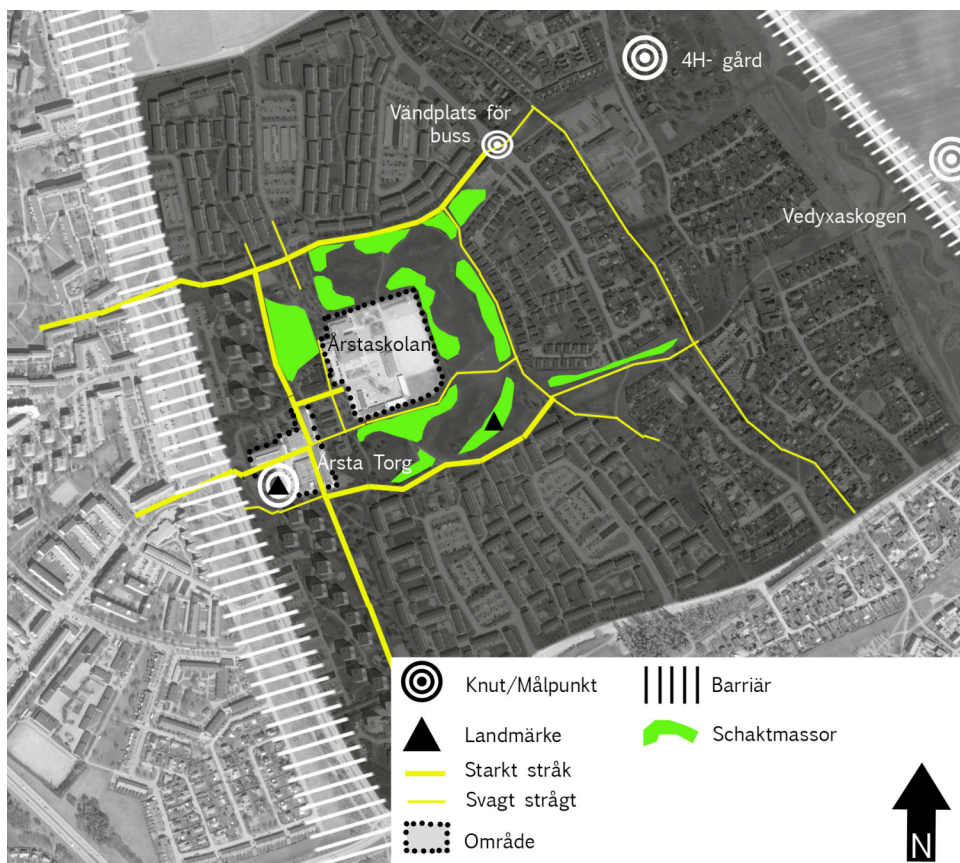 4H- gård
Vändplats för
buss
Vedyxaskogen
Årstaskolan
Årsta Torg
Knut/Målpunkt
Barriär
Landmärke
Schaktmassor
Starkt stråk
Svagt strågt
Område
N